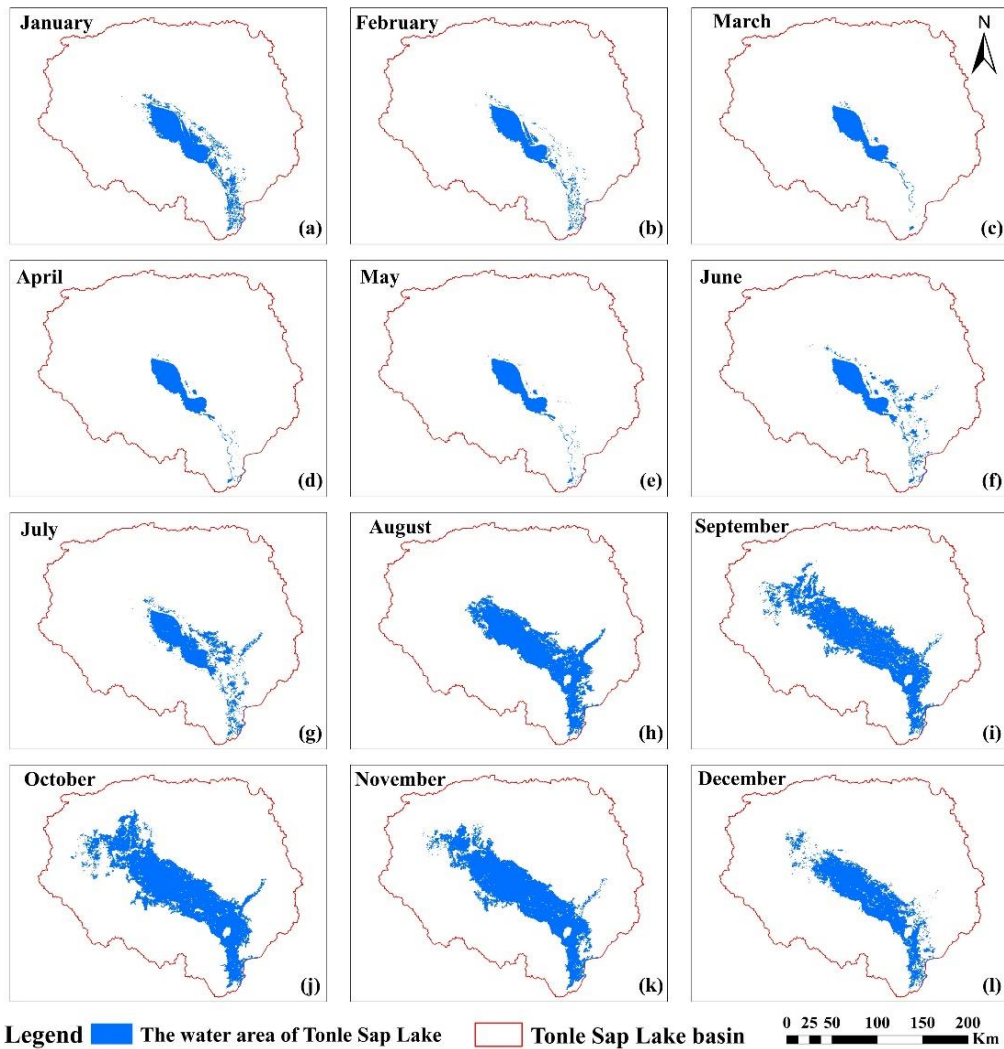 January
February
March
N
(a)
(b)
(c)
April
May
June
(d)
(e)
(f)
July
August
September
(g)
(h)
(i)
October
November
December
(j)
(k)
(l)
Legend The water area of Tonle Sap Lake Tonle Sap Lake basin
0 25 50 100 150 200
Km